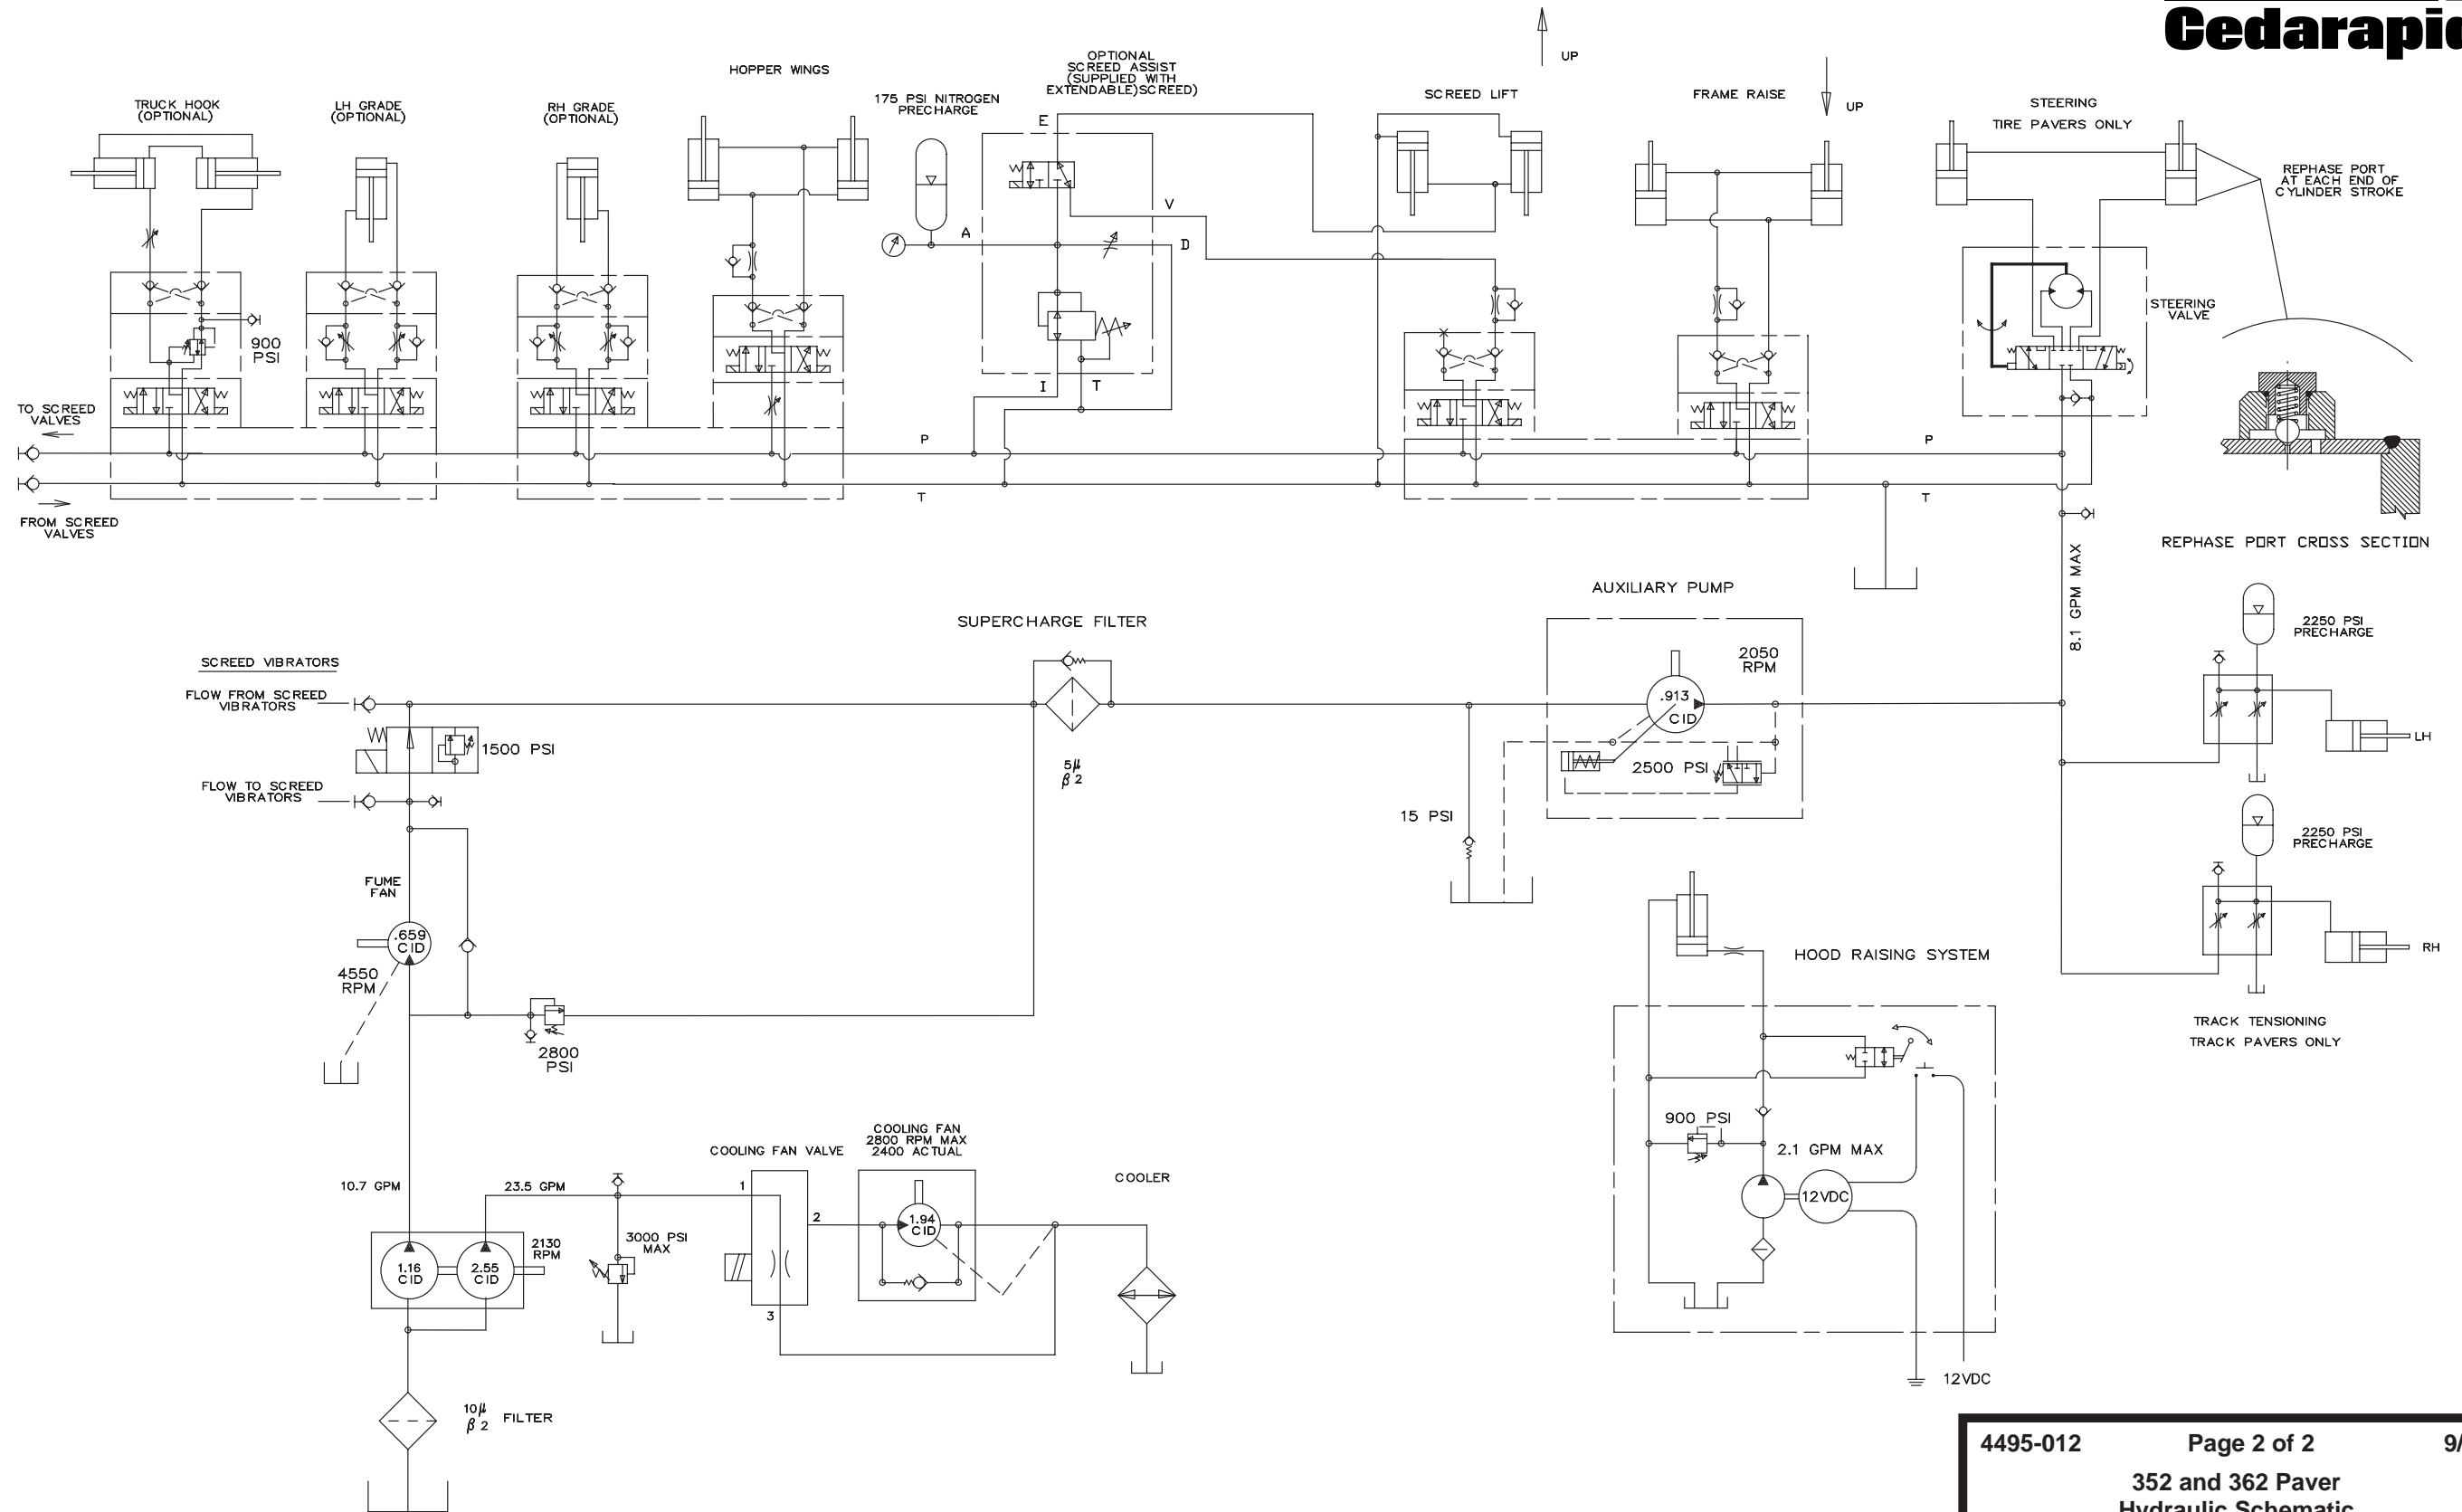 Cedarapi
UP
HOPPER WINGS
OPTIONAL
SCREED ASSIST
(SUPPLIED WITH
EXTENDABLE)SCREED)
175 PSI NITROGEN
PRECHARGE
SCREED LIFT
FRAME RAISE
UP
TRUCK HOOK
(OPTIONAL)
LH GRADE
(OPTIONAL)
RH GRADE
(OPTIONAL)
STEERING
TIRE PAVERS ONLY
REPHASE PORT
AT EACH END OF
CYLINDER STROKE
E
V
A
D
I
T
900
PSI
STEERING
VALVE
TO SCREED
VALVES
P
P
T
T
FROM SCREED
VALVES
REPHASE PORT CROSS SECTION
8.1 GPM MAX
AUXILIARY PUMP
SUPERCHARGE FILTER
2050
RPM
.913
CID
2500 PSI
15 PSI
5µ
β 2
2250 PSI
PRECHARGE
LH
2250 PSI
PRECHARGE
RH
TRACK TENSIONING
TRACK PAVERS ONLY
SCREED VIBRATORS
FLOW FROM SCREED
VIBRATORS
1500 PSI
FLOW TO SCREED
VIBRATORS
FUME
FAN
.659
CID
4550
RPM
2800
PSI
HOOD RAISING SYSTEM
900 PSI
2.1 GPM MAX
12VDC
12VDC
COOLING FAN VALVE
COOLING FAN
2800 RPM MAX
2400 ACTUAL
COOLER
10.7 GPM
23.5 GPM
1
2
3
1.94
CID
3000 PSI
MAX
2130
RPM
1.16
CID
2.55
CID
10µ
β 2
FILTER
4495-012
Page 2 of 2
9/
352 and 362 Paver
Hydraulic Schematic